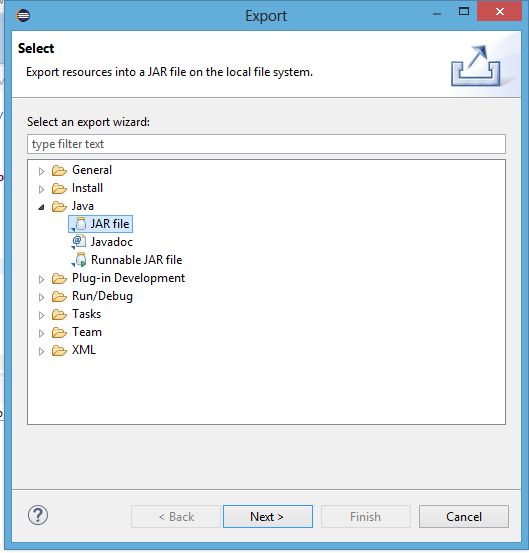 Export
Select
Export resources into a JAR file on the local file system.
Select an export wizard:
type filter text
General
Install
Java
JAR file
Javadoc
Runnable JAR file
Plug-in Development
Run/Debug
Tasks
Team
XML
< Back
Next >
Finish
Cancel